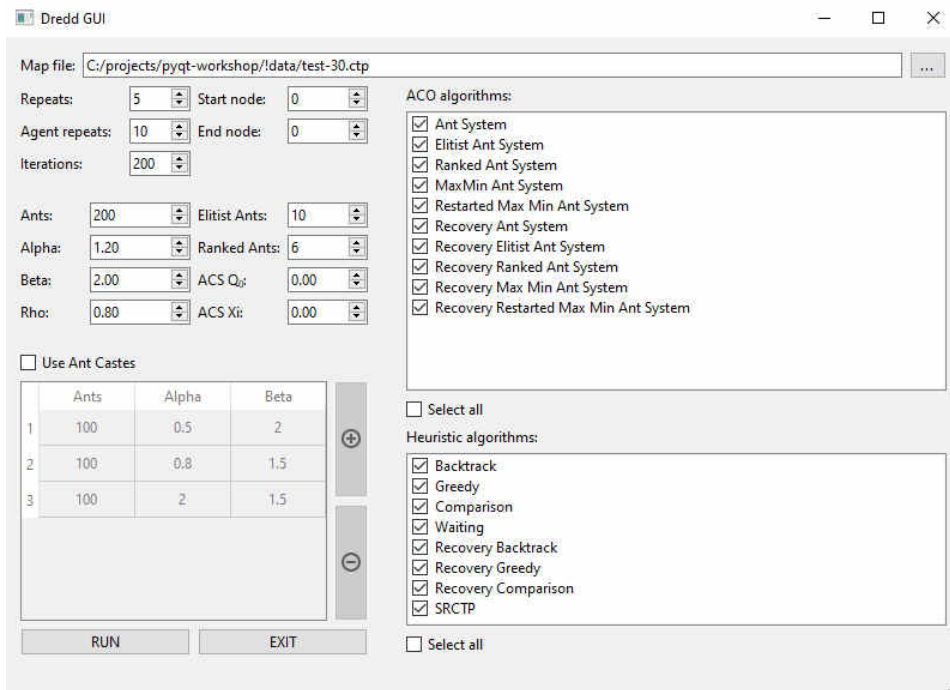 Dredd GUI
Map file: C:/projects/pyqt-workshop/!data/test-30.ctp ...
Repeats: 5 Start node: 0
Agent repeats: 10 End node: 0
Iterations: 200
Ants: 200 Elitist Ants: 10
Alpha: 1.20 Ranked Ants: 6
Beta: 2.00 ACS Q₀: 0.00
Rho: 0.80 ACS Xi: 0.00
Use Ant Castes
Ants Alpha Beta
1 100 0.5 2
2 100 0.8 1.5
3 100 2 1.5
RUN EXIT
ACO algorithms:
Ant System
Elitist Ant System
Ranked Ant System
MaxMin Ant System
Restarted Max Min Ant System
Recovery Ant System
Recovery Elitist Ant System
Recovery Ranked Ant System
Recovery Max Min Ant System
Recovery Restarted Max Min Ant System
Select all
Heuristic algorithms:
Backtrack
Greedy
Comparison
Waiting
Recovery Backtrack
Recovery Greedy
Recovery Comparison
SRCTP
Select all